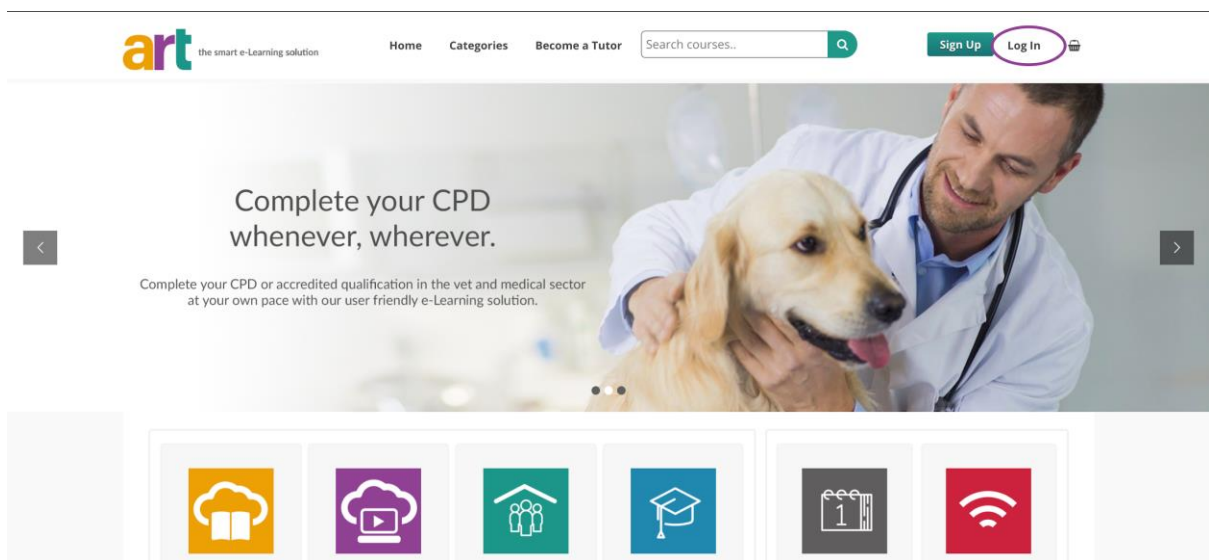 art the smart e-Learning solution Home Categories Become a Tutor Search courses.. Sign Up Log In
Complete your CPD
whenever, wherever.
Complete your CPD or accredited qualification in the vet and medical sector
at your own pace with our user friendly e-Learning solution.
1